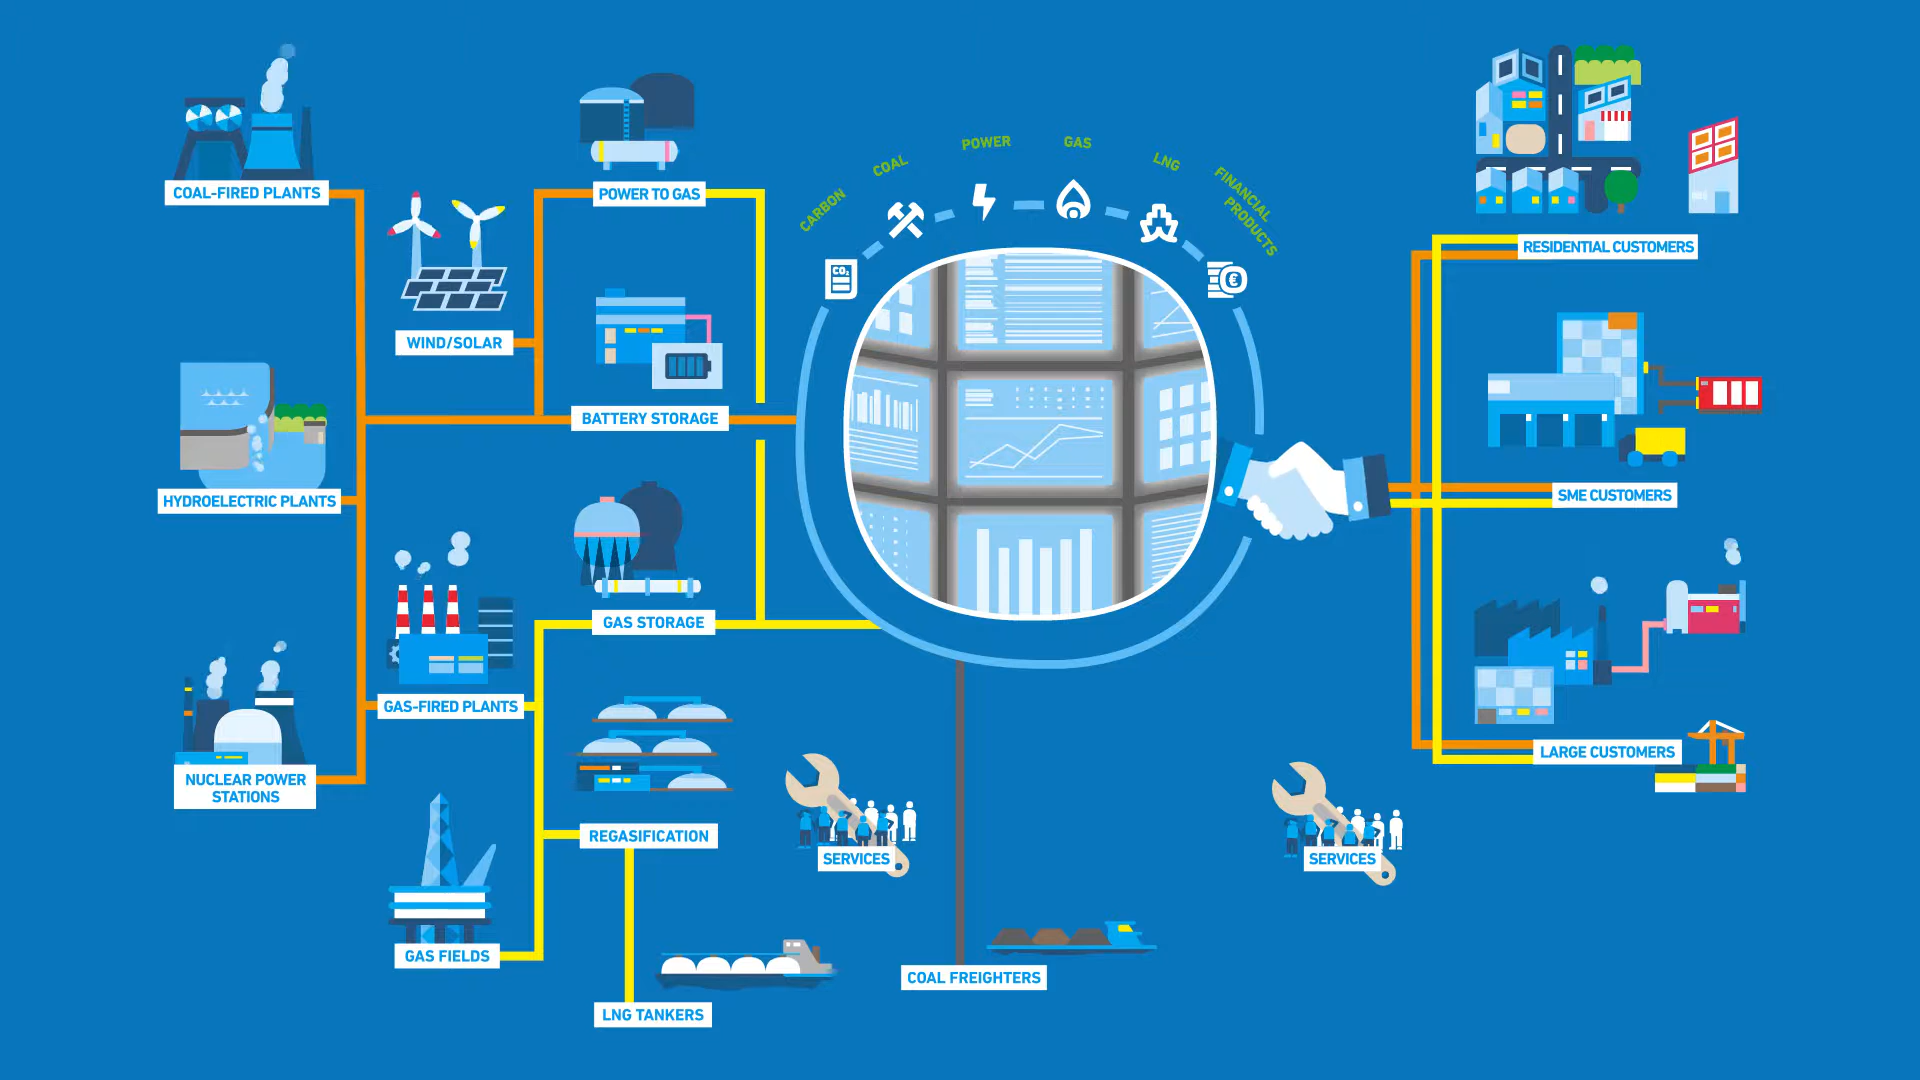 CARBON
COAL
POWER
GAS
LNG
FINANCIAL
PRODUCTS
CO₂
€
COAL-FIRED PLANTS
POWER TO GAS
WIND/SOLAR
BATTERY STORAGE
HYDROELECTRIC PLANTS
GAS STORAGE
GAS-FIRED PLANTS
NUCLEAR POWER
STATIONS
REGASIFICATION
GAS FIELDS
LNG TANKERS
SERVICES
COAL FREIGHTERS
SERVICES
RESIDENTIAL CUSTOMERS
SME CUSTOMERS
LARGE CUSTOMERS